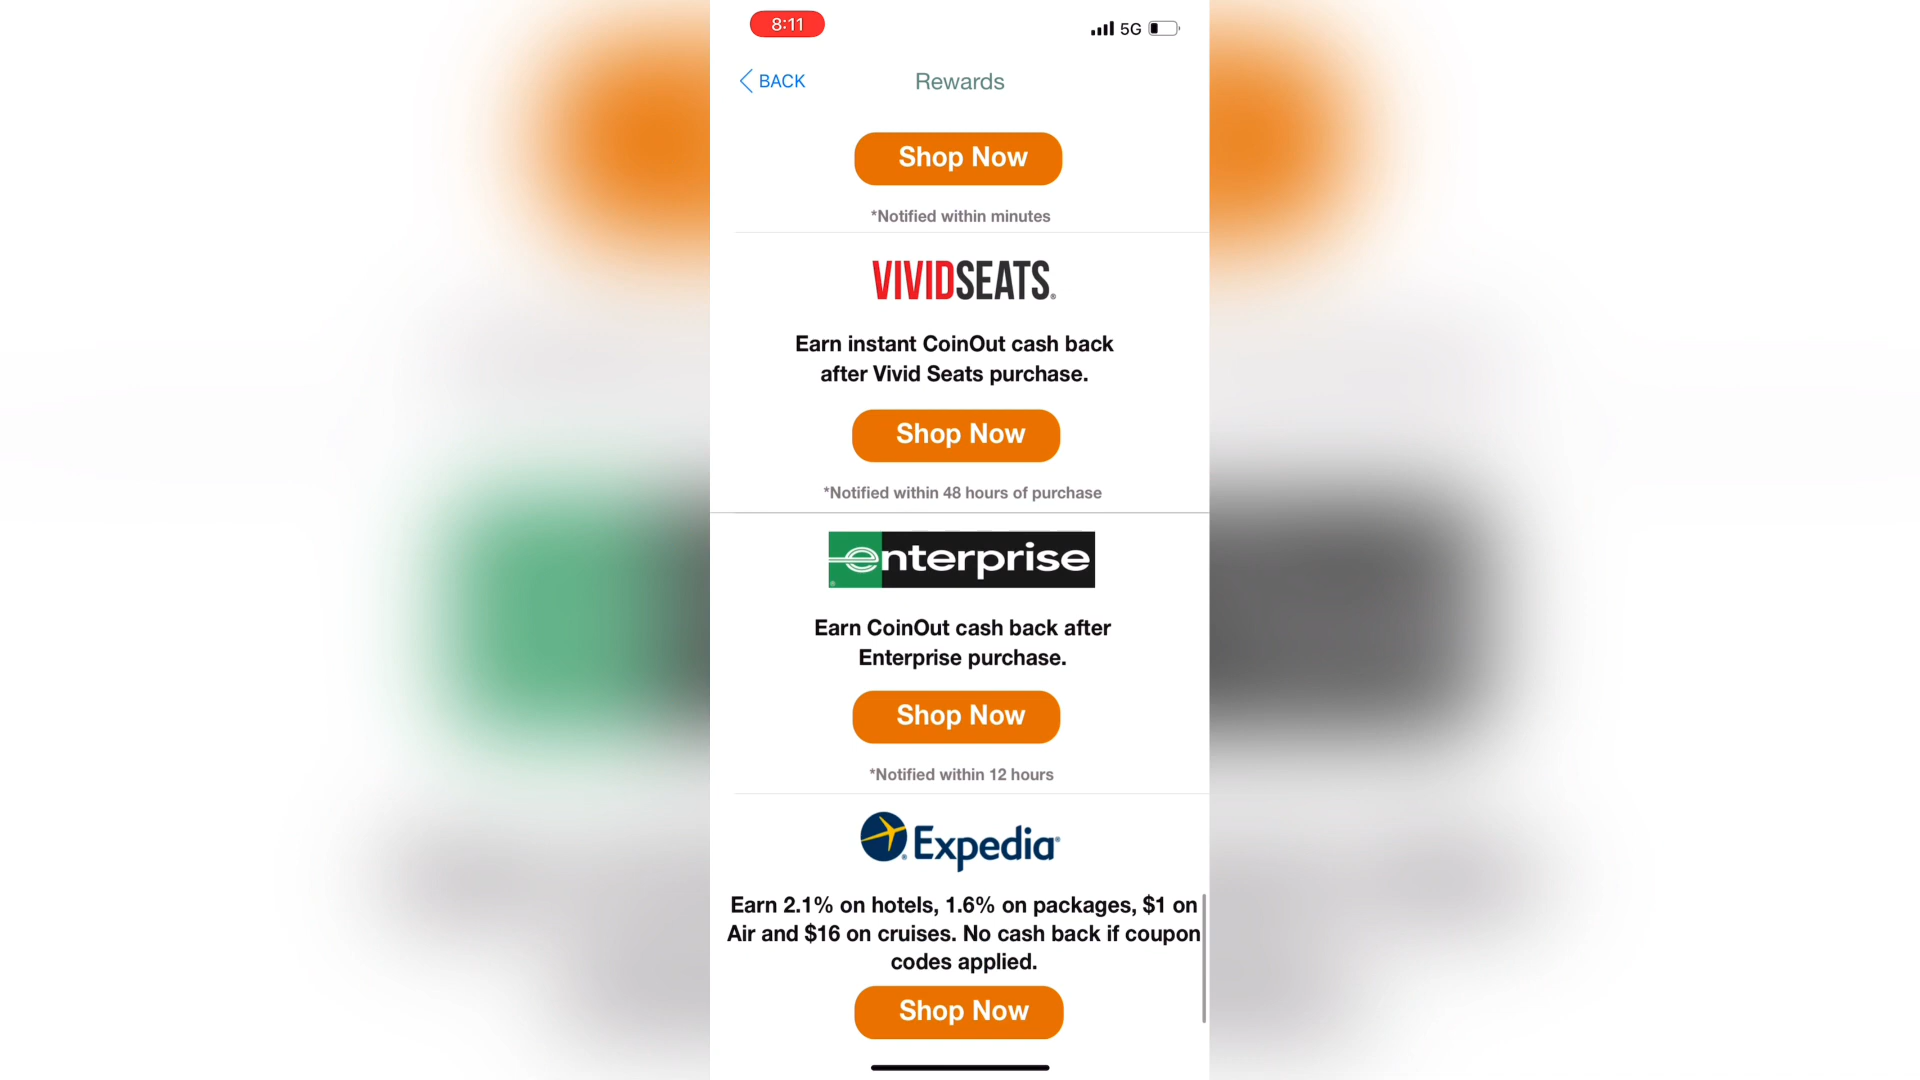 8:11
5G
BACK
Rewards
Shop Now
*Notified within minutes
VIVIDSEATS®
Earn instant CoinOut cash back
after Vivid Seats purchase.
Shop Now
*Notified within 48 hours of purchase
enterprise
Earn CoinOut cash back after
Enterprise purchase.
Shop Now
*Notified within 12 hours
Expedia®
Earn 2.1% on hotels, 1.6% on packages, $1 on
Air and $16 on cruises. No cash back if coupon
codes applied.
Shop Now